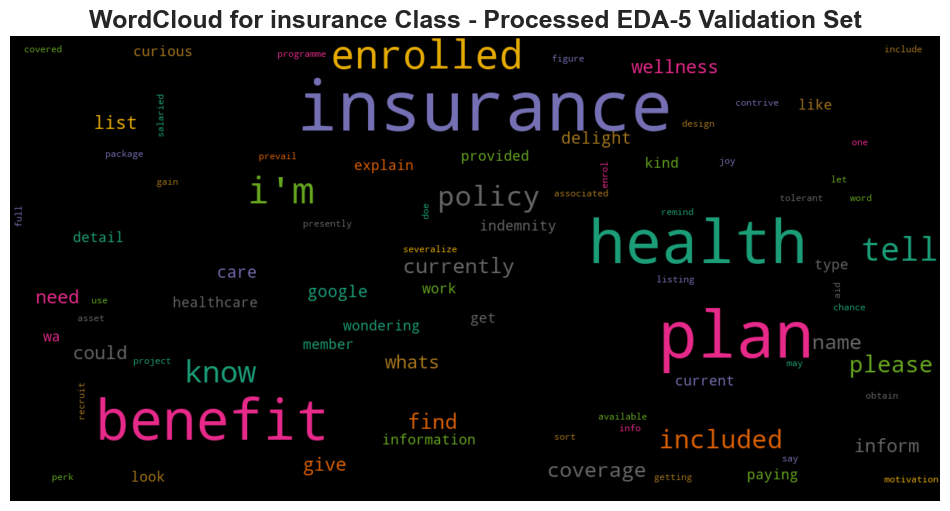 WordCloud for insurance Class - Processed EDA-5 Validation Set
covered curious programme enrolled figure wellness include
insurance contrive like
list salaried delight design one
package prevail explain provided kind joy
gain i'm policy enrol associated let tolerant word
full presently doe indemnity remind
detail severalize health tell
care currently listing type
need use healthcare google work aid chance
asset get
wa wondering plan name
could project member whats may please
know current
recruit benefit find available info obtain
information sort included say inform
perk look give coverage getting paying motivation